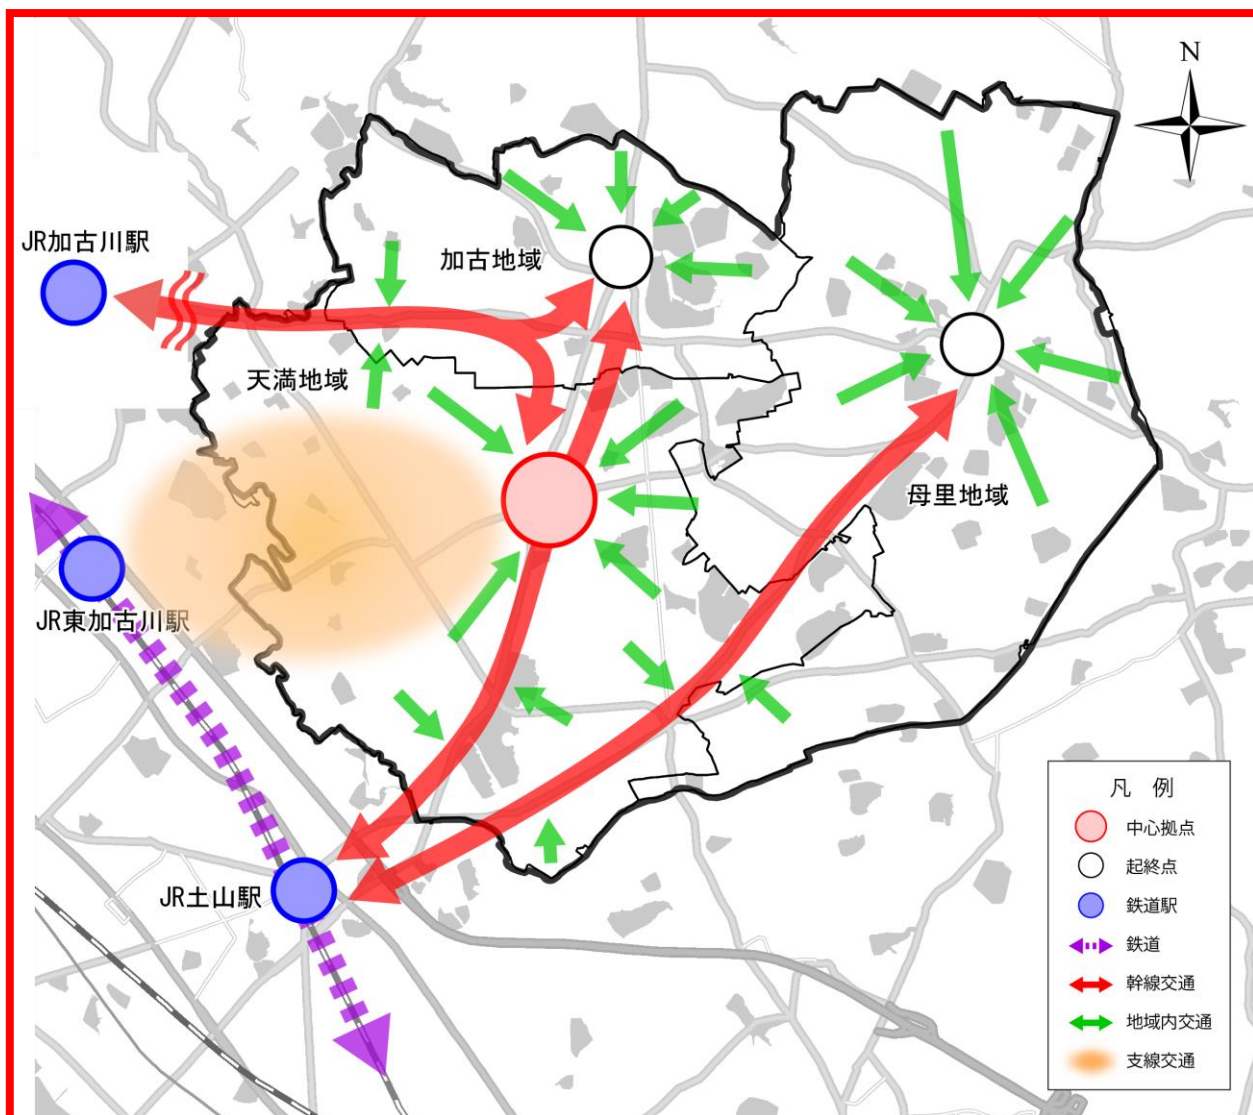 N
JR加古川駅
加古地域
天満地域
母里地域
JR東加古川駅
JR土山駅
凡 例
中心拠点
起終点
鉄道駅
鉄道
幹線交通
地域内交通
支線交通